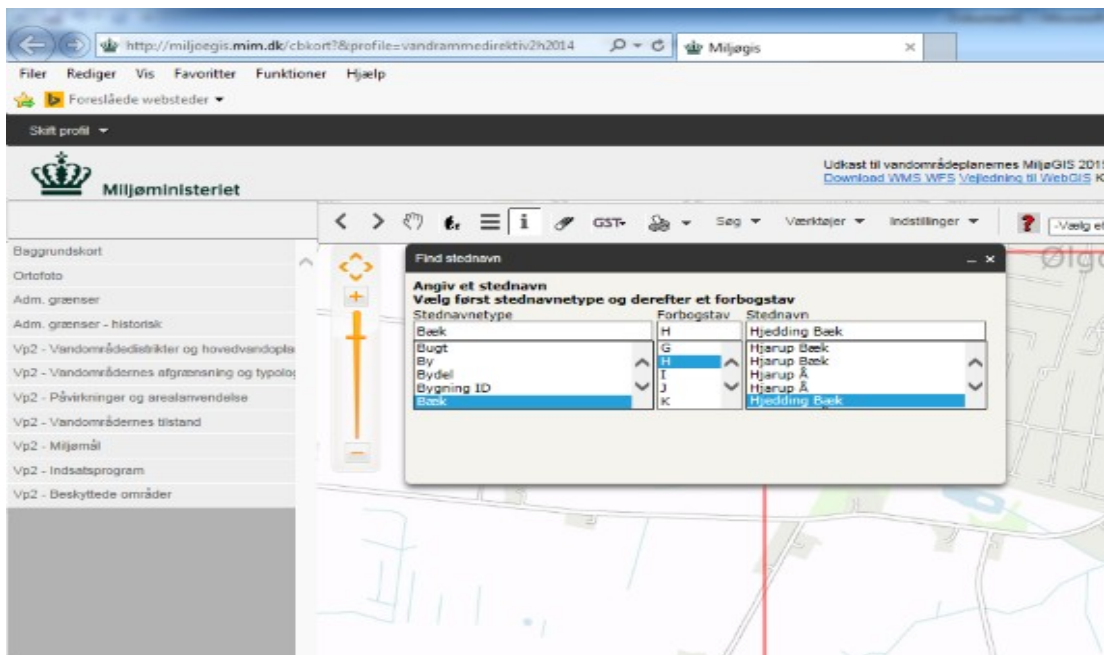 http://miljoegis.mim.dk/cbkort?&profile=vandrammedirektiv2h2014
Miljøgis
Filer Rediger Vis Favoritter Funktioner Hjælp
Foreslåede websteder
Skift profil
Miljøministeriet
Udkast til vandområdeplanernes MiljøGIS 201
Download WMS WFS Vejledning til WebGIS K
i GST Søg Værktøjer Indstillinger ? -Vælg et
Baggrundskort
Ortofoto
Adm. grænser
Adm. grænser - historisk
Vp2 - Vandområdedistrikter og hovedvandopla
Vp2 - Vandområdernes afgrænsning og typolog
Vp2 - Påvirkninger og arealanvendelse
Vp2 - Vandområdernes tilstand
Vp2 - Miljømål
Vp2 - Indsatsprogram
Vp2 - Beskyttede områder
Ølgo
Find stednavn
Angiv et stednavn
Vælg først stednavnetype og derefter et forbogstav
Stednavnetype Forbogstav Stednavn
Bæk H Hjedding Bæk
Bugt G Hjarup Bæk
By H Hjarup Bæk
Bydel I Hjarup Å
Bygning ID J Hjarup Å
Bæk K Hjedding Bæk